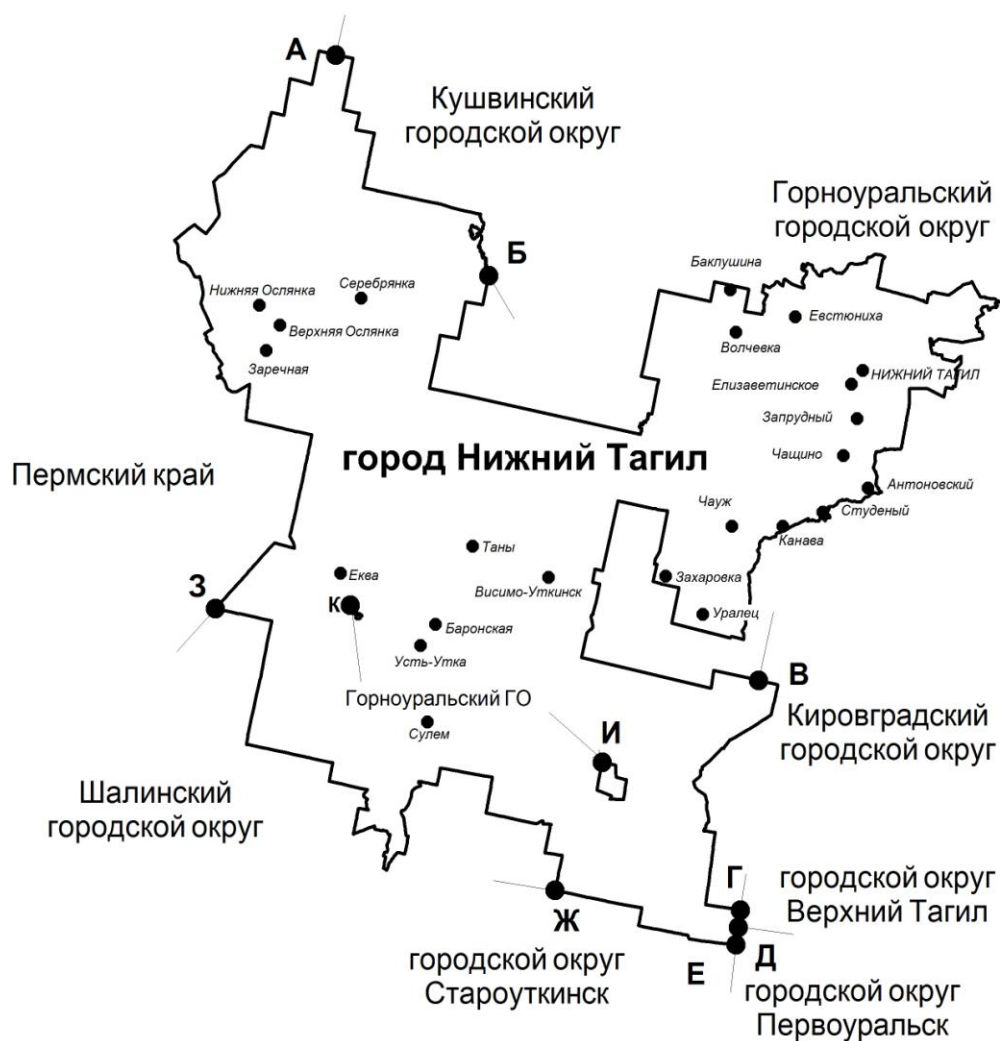 А
Кушвинский
городской округ
Горноуральский
городской округ
Б
Баклушина
Нижняя Ослянка
Серебрянка
Верхняя Ослянка
Заречная
Евстюниха
Волчевка
НИЖНИЙ ТАГИЛ
Елизаветинское
Запрудный
город Нижний Тагил
Чащино
Пермский край
Антоновский
Чауж
Студеный
Канава
Таны
Еква
Висимо-Уткинск
Захаровка
З
К
Баронская
Уралец
Усть-Утка
В
Горноуральский ГО
Сулем
И
Кировградский
городской округ
Шалинский
городской округ
Г
городской округ
Верхний Тагил
Ж
Е
Д
городской округ
Староуткинск
городской округ
Первоуральск